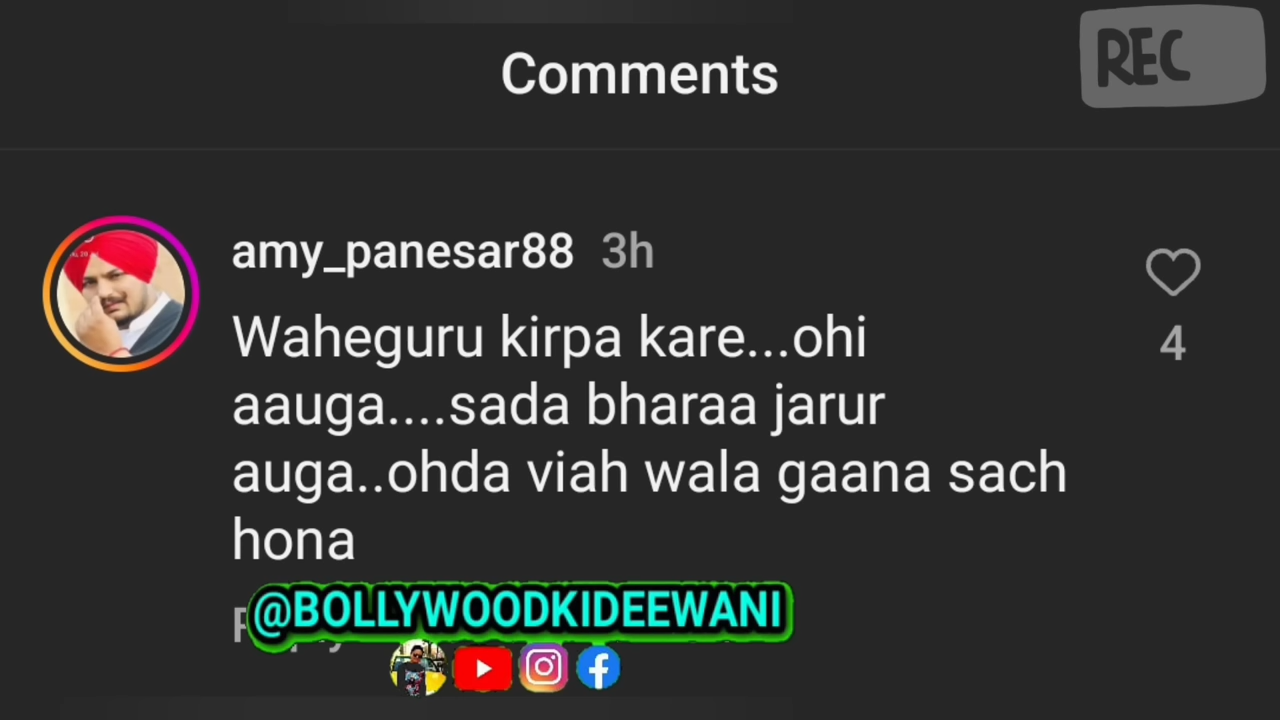 REC
Comments
amy_panesar88 3h
Waheguru kirpa kare...ohi
aauga....sada bharaa jarur
4
auga..ohda viah wala gaana sach
hona
@BOLLYWOODKIDEEWANI